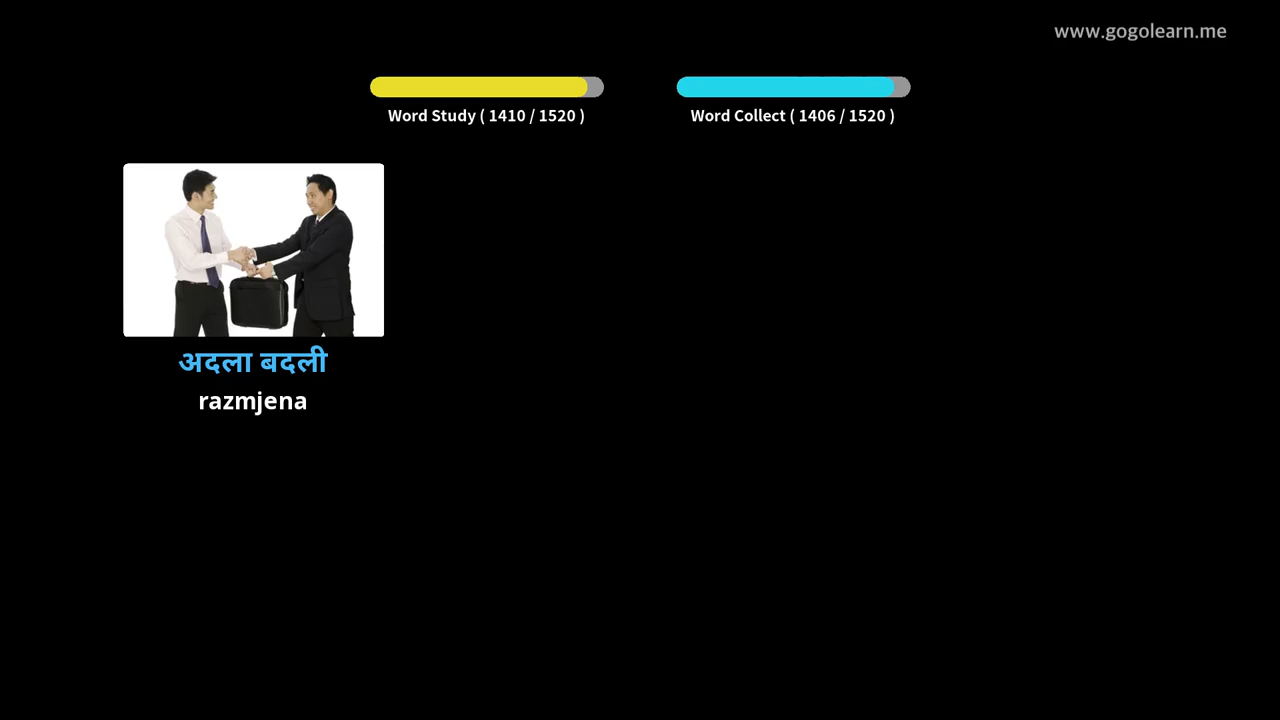 www.gogolearn.me
Word Study ( 1410 / 1520 )
Word Collect ( 1406 / 1520 )
अदला बदली
razmjena